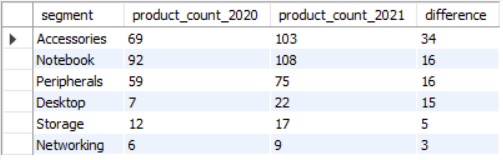 segment product_count_2020 product_count_2021 difference
Accessories 69 103 34
Notebook 92 108 16
Peripherals 59 75 16
Desktop 7 22 15
Storage 12 17 5
Networking 6 9 3